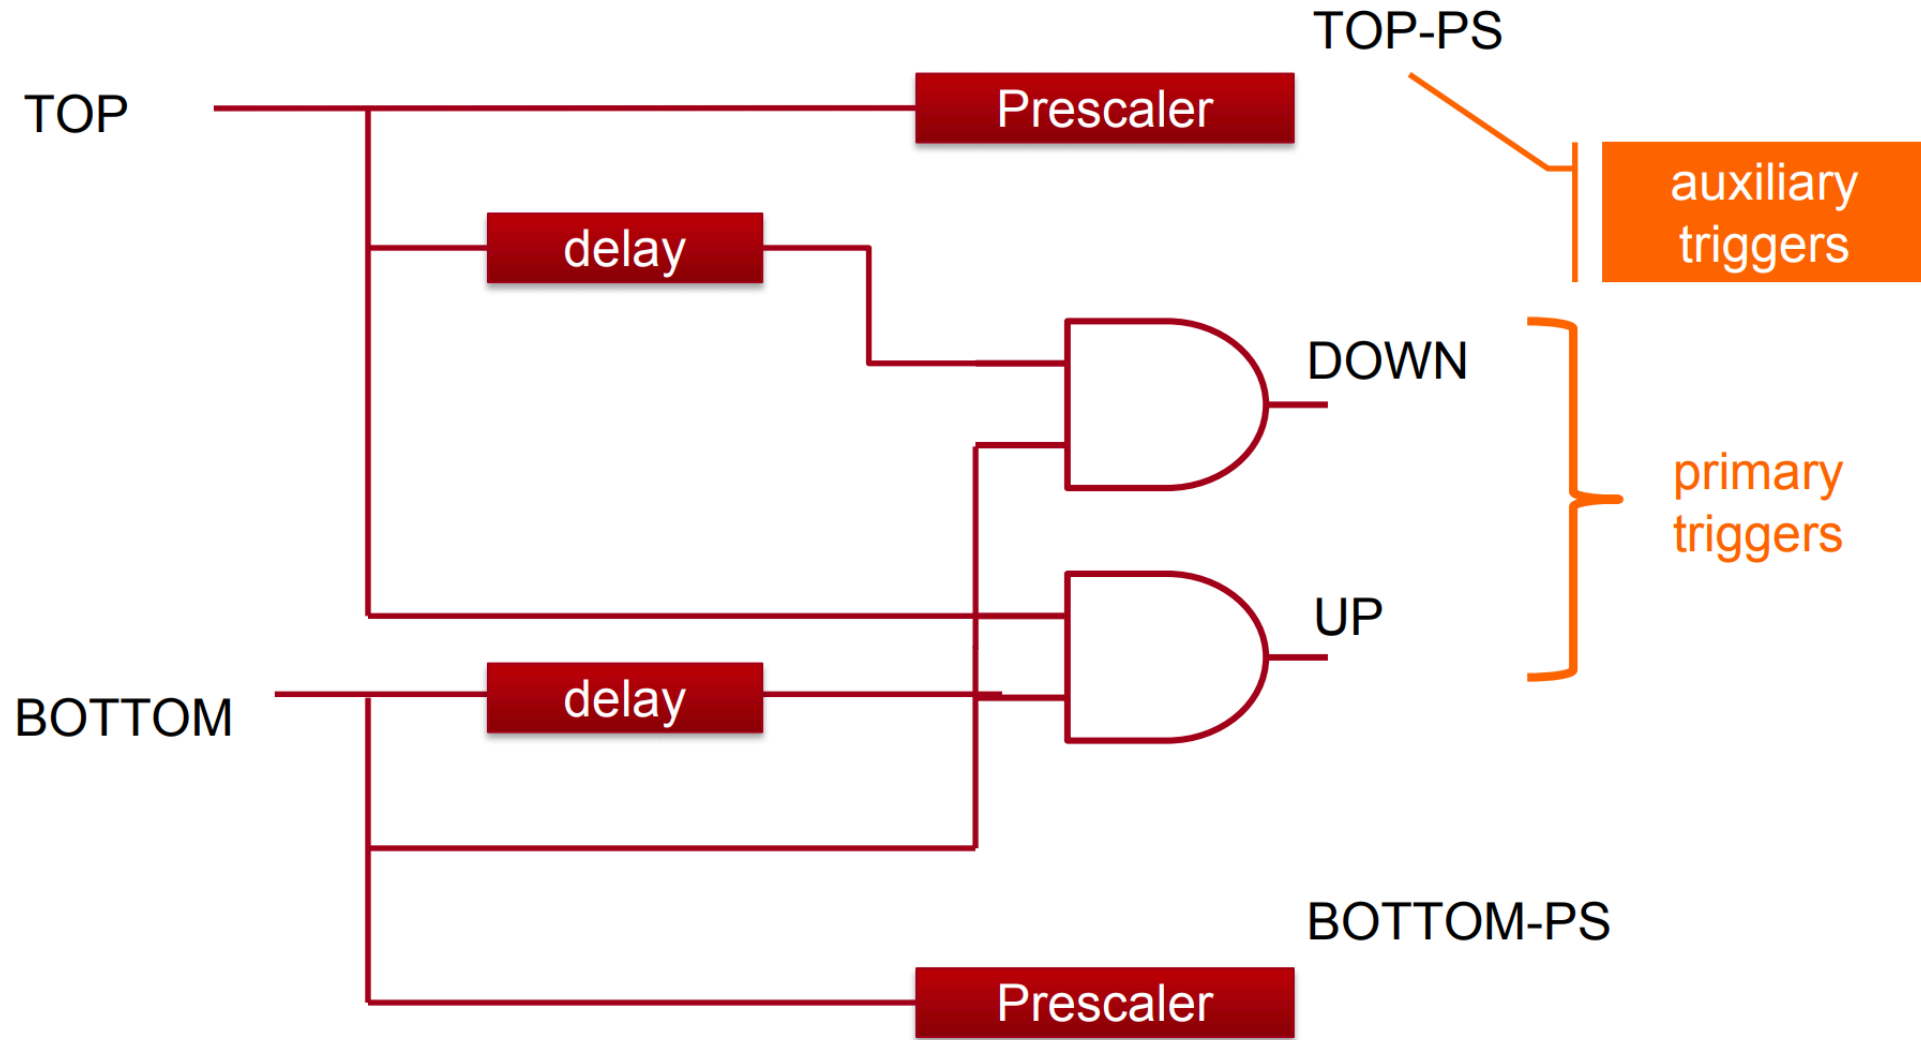 TOP-PS
TOP
Prescaler
auxiliary
triggers
delay
DOWN
primary
triggers
UP
delay
BOTTOM
BOTTOM-PS
Prescaler